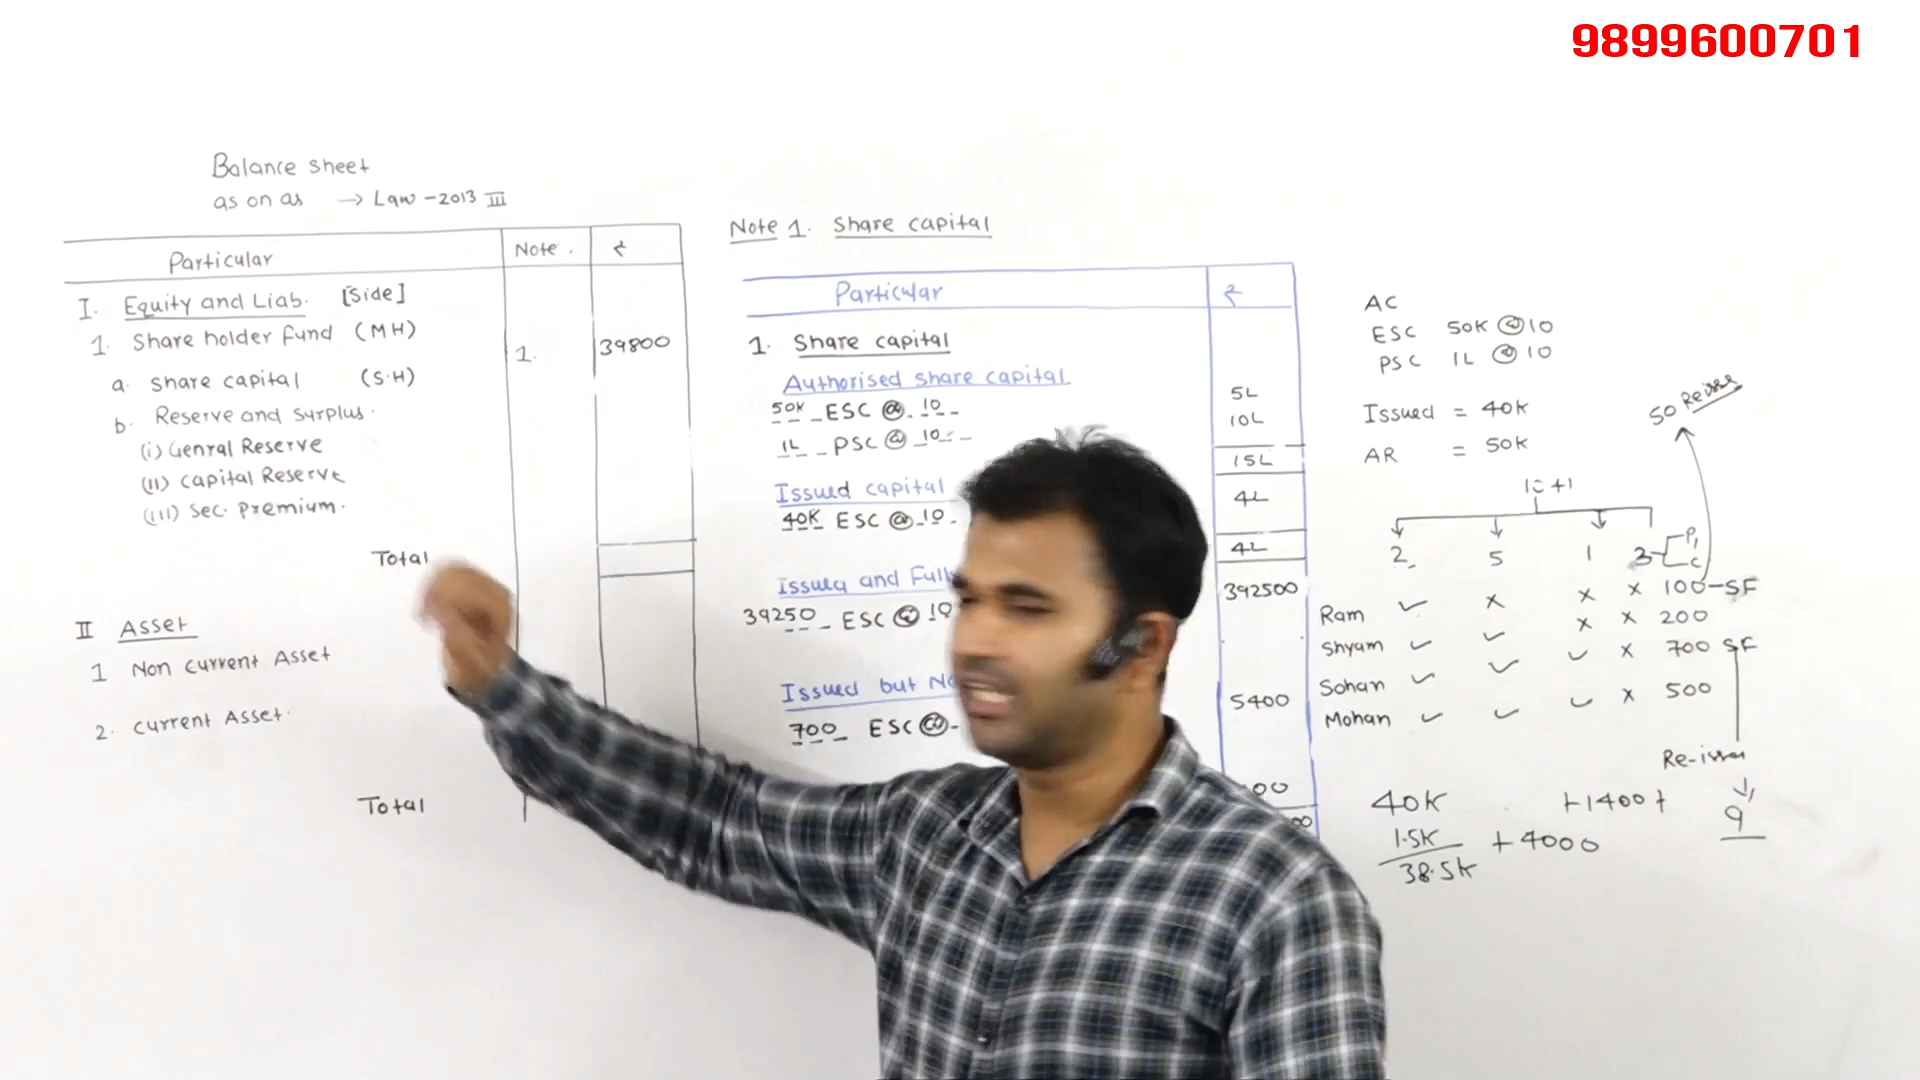 9899600701
Balance sheet
as on as → Law -2013 III
Particular Note. ₹
I. Equity and Liab. [Side]
1. Share holder fund (MH)
a. Share capital (S.H) 1. 39800
b. Reserve and surplus.
(i) Genral Reserve
(II) Capital Reserve
(III) Sec. Premium.
Total
II Asset
1 Non current Asset
2. Current Asset.
Total
Note 1. Share capital
Particular ₹
1. Share capital
Authorised share capital
50K ESC @ 10 5L
1L PSC @ 10 10L
15L
Issued capital 4L
40K ESC @ 10
4L
Issued and Full 392500
39250 ESC @ 10
Issued but No 5400
700 ESC @
AC
ESC 50K @ 10
PSC 1L @ 10
Issued = 40K
AR = 50K
50 Reissue
10+1
2 5 1 3 P, C
Ram ✓ × × × 100-SF
Shyam ✓ ✓ × × 200
Sohan ✓ ✓ ✓ × 700 SF
Mohan ✓ ✓ ✓ × 500
Re-issue
40K +1400+ 9
1.5K + 4000
38.5K